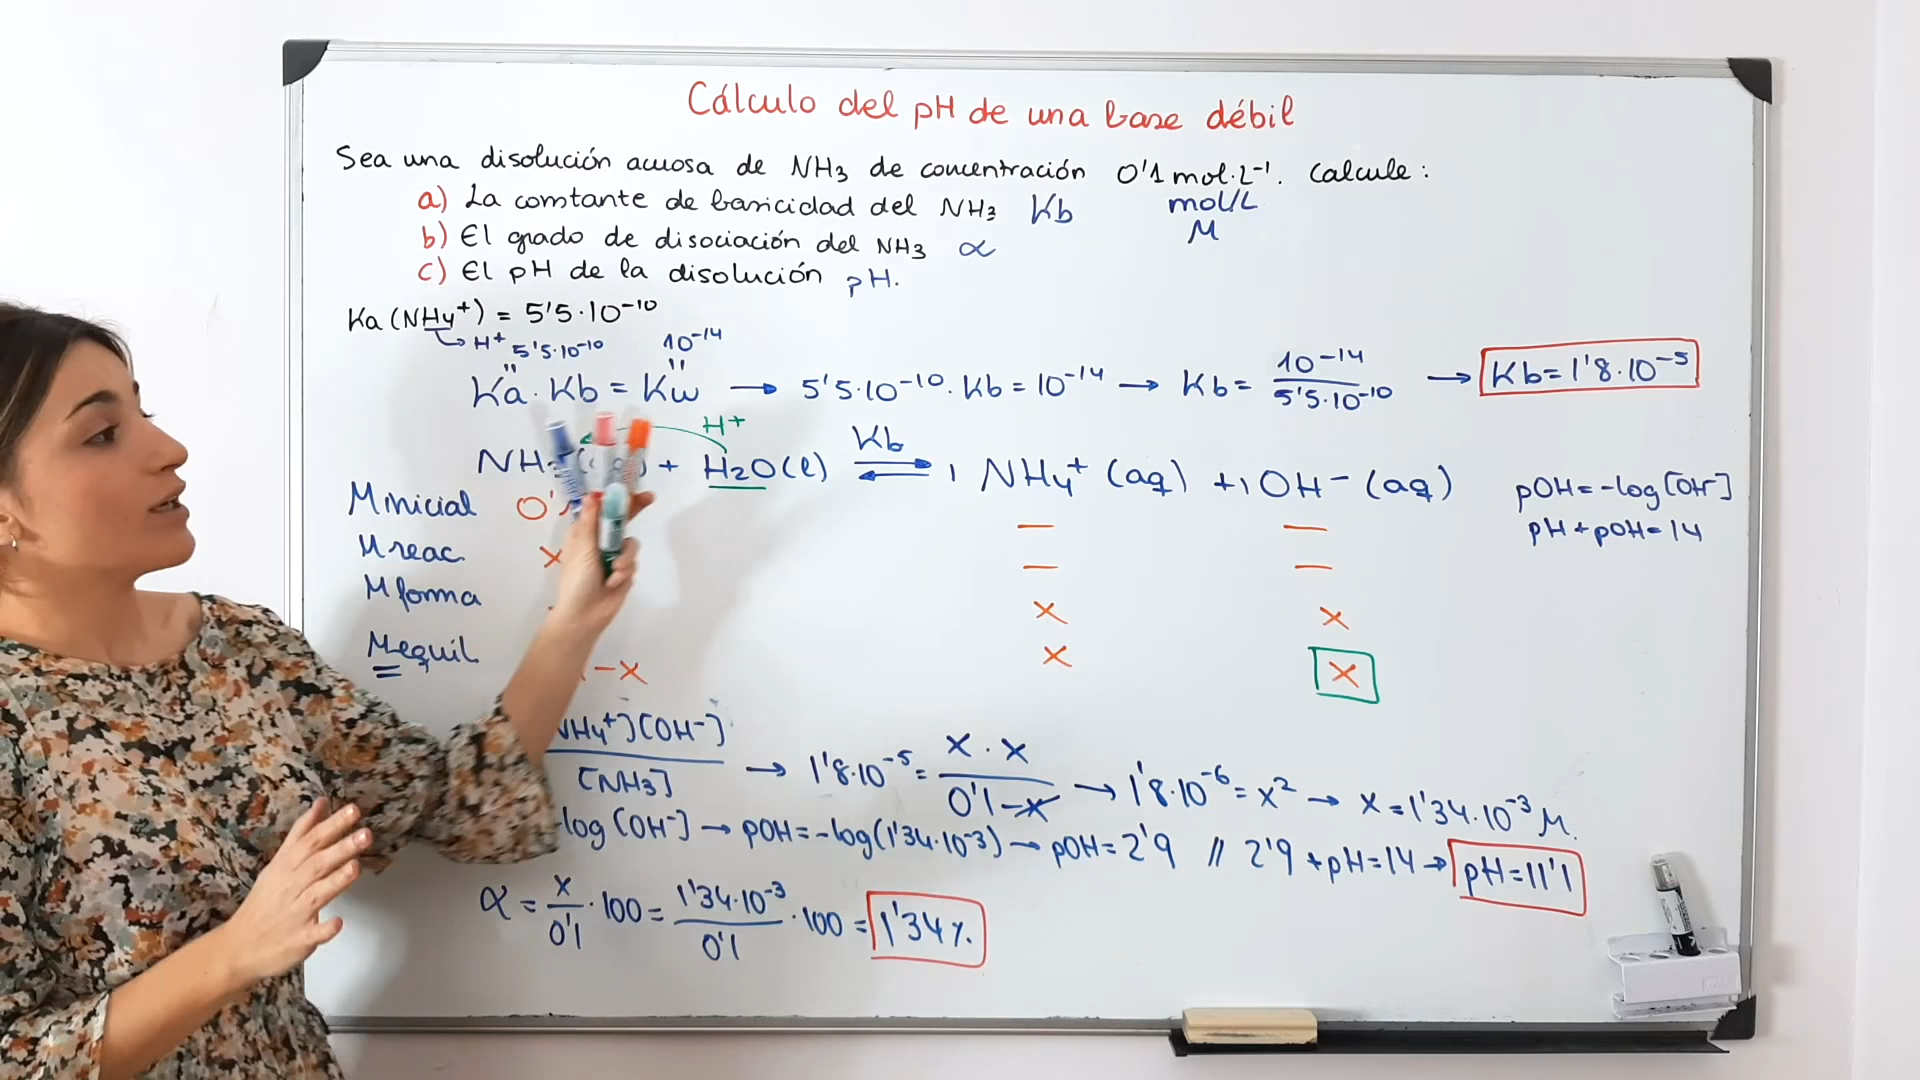 Cálculo del pH de una base débil
Sea una disolución acuosa de NH3 de concentración 0'1 mol·L⁻¹. Calcule:
a) La constante de basicidad del NH3 Kb
mol/L
b) El grado de disociación del NH3 α
M
c) El pH de la disolución pH.
Ka (NH4⁺) = 5'5·10⁻¹⁰
H⁺ 5'5·10⁻¹⁰ 10⁻¹⁴
Ka · Kb = Kw → 5'5·10⁻¹⁰ · Kb = 10⁻¹⁴ → Kb = 10⁻¹⁴ / 5'5·10⁻¹⁰ → Kb = 1'8·10⁻⁵
H⁺ Kb
+ H2O(l) ⇌ 1 NH4⁺ (aq) + 1 OH⁻ (aq)
pOH = -log [OH⁻]
pH + pOH = 14
Minicial — —
M reac. x — —
M forma x x
Mequil - x x x
[OH⁻] / [NH3] → 1'8·10⁻⁵ = x · x / 0'1 - x → 1'8·10⁻⁶ = x² → x = 1'34·10⁻³ M.
-log [OH⁻] → pOH = -log (1'34·10⁻³) → pOH = 2'9 // 2'9 + pH = 14 → pH = 11'1
α = x / 0'1 · 100 = 1'34·10⁻³ / 0'1 · 100 = 1'34 %.